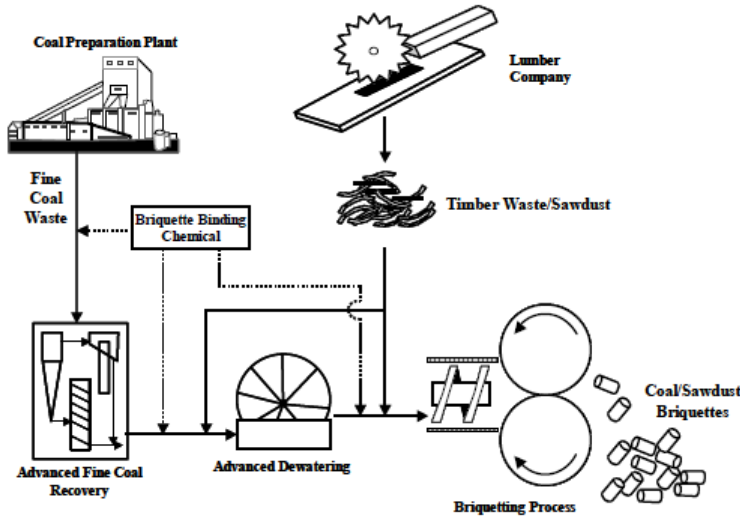 Coal Preparation Plant
Lumber
Company
Fine
Coal
Waste
Timber Waste/Sawdust
Briquette Binding
Chemical
Coal/Sawdust
Briquettes
Advanced Fine Coal
Recovery
Advanced Dewatering
Briquetting Process